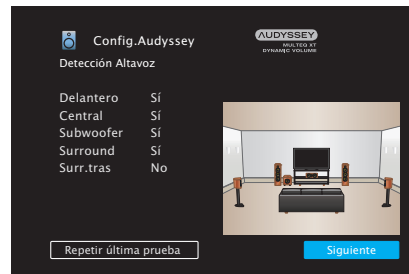 Config.Audyssey
AUDYSSEY
MULTEQ XT
DYNAMIC VOLUME
Detección Altavoz
Delantero Sí
Central Sí
Subwoofer Sí
Surround Sí
Surr.tras No
Repetir última prueba
Siguiente